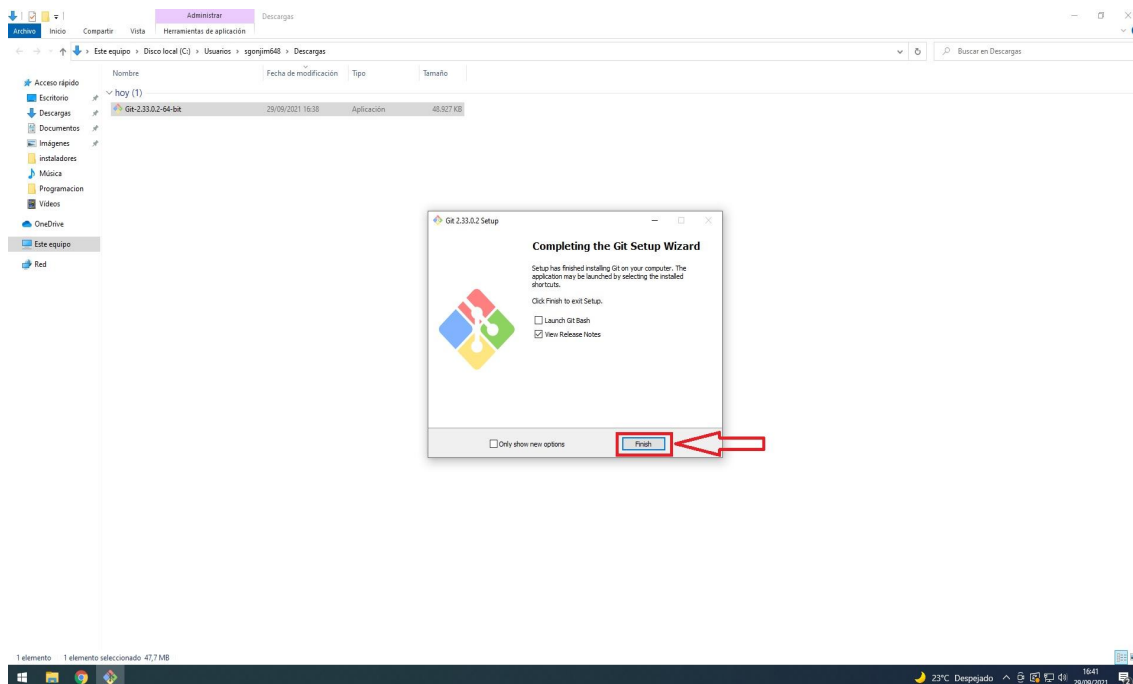 Administrar
Descargas
Archivo Inicio Compartir Vista Herramientas de aplicación
Este equipo > Disco local (C:) > Usuarios > sgonjim648 > Descargas
Buscar en Descargas
Nombre Fecha de modificación Tipo Tamaño
hoy (1)
Git-2.33.0.2-64-bit 29/09/2021 16:38 Aplicación 48.927 KB
Acceso rápido
Escritorio
Descargas
Documentos
Imágenes
instaladores
Música
Programacion
Vídeos
OneDrive
Este equipo
Red
Git 2.33.0.2 Setup
Completing the Git Setup Wizard
Setup has finished installing Git on your computer. The
application may be launched by selecting the installed
shortcuts.
Click Finish to exit Setup.
Launch Git Bash
View Release Notes
Only show new options
Finish
1 elemento 1 elemento seleccionado 47,7 MB
23°C Despejado
16:41
29/09/2021